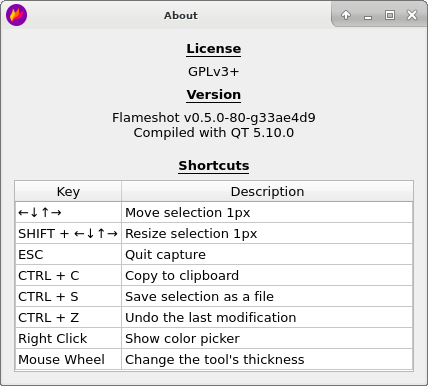 About
License
GPLv3+
Version
Flameshot v0.5.0-80-g33ae4d9
Compiled with QT 5.10.0
Shortcuts
Key Description
←↓↑→ Move selection 1px
SHIFT + ←↓↑→ Resize selection 1px
ESC Quit capture
CTRL + C Copy to clipboard
CTRL + S Save selection as a file
CTRL + Z Undo the last modification
Right Click Show color picker
Mouse Wheel Change the tool's thickness